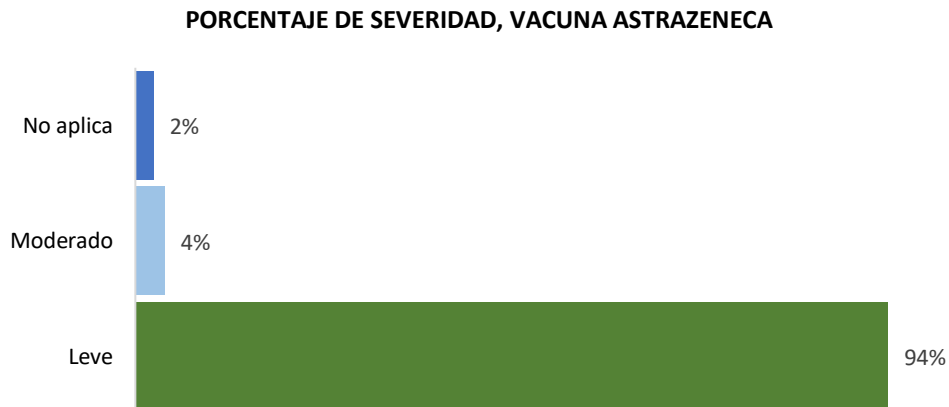 PORCENTAJE DE SEVERIDAD, VACUNA ASTRAZENECA
No aplica 2%
Moderado 4%
Leve 94%